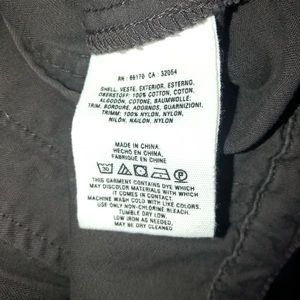 RN : 66170 CA : 32054
SHELL, VESTE, EXTERIOR, ESTERNO,
OBERSTOFF: 100% COTTON, COTON,
ALGODÓN, COTONE, BAUMWOLLE;
TRIM, BORDURE, ADORNOS, GUARNIZIONI,
TRIMM: 100% NYLON, NYLON,
NILÓN, NAILON, NYLON
MADE IN CHINA.
HECHO EN CHINA.
FABRIQUE EN CHINE
THIS GARMENT CONTAINS DYE WHICH
MAY DISCOLOR MATERIALS WITH WHICH
IT COMES IN CONTACT.
MACHINE WASH COLD WITH LIKE COLORS.
USE ONLY NON-CHLORINE BLEACH.
TUMBLE DRY LOW.
LOW IRON AS NEEDED.
MAY BE DRY CLEANED